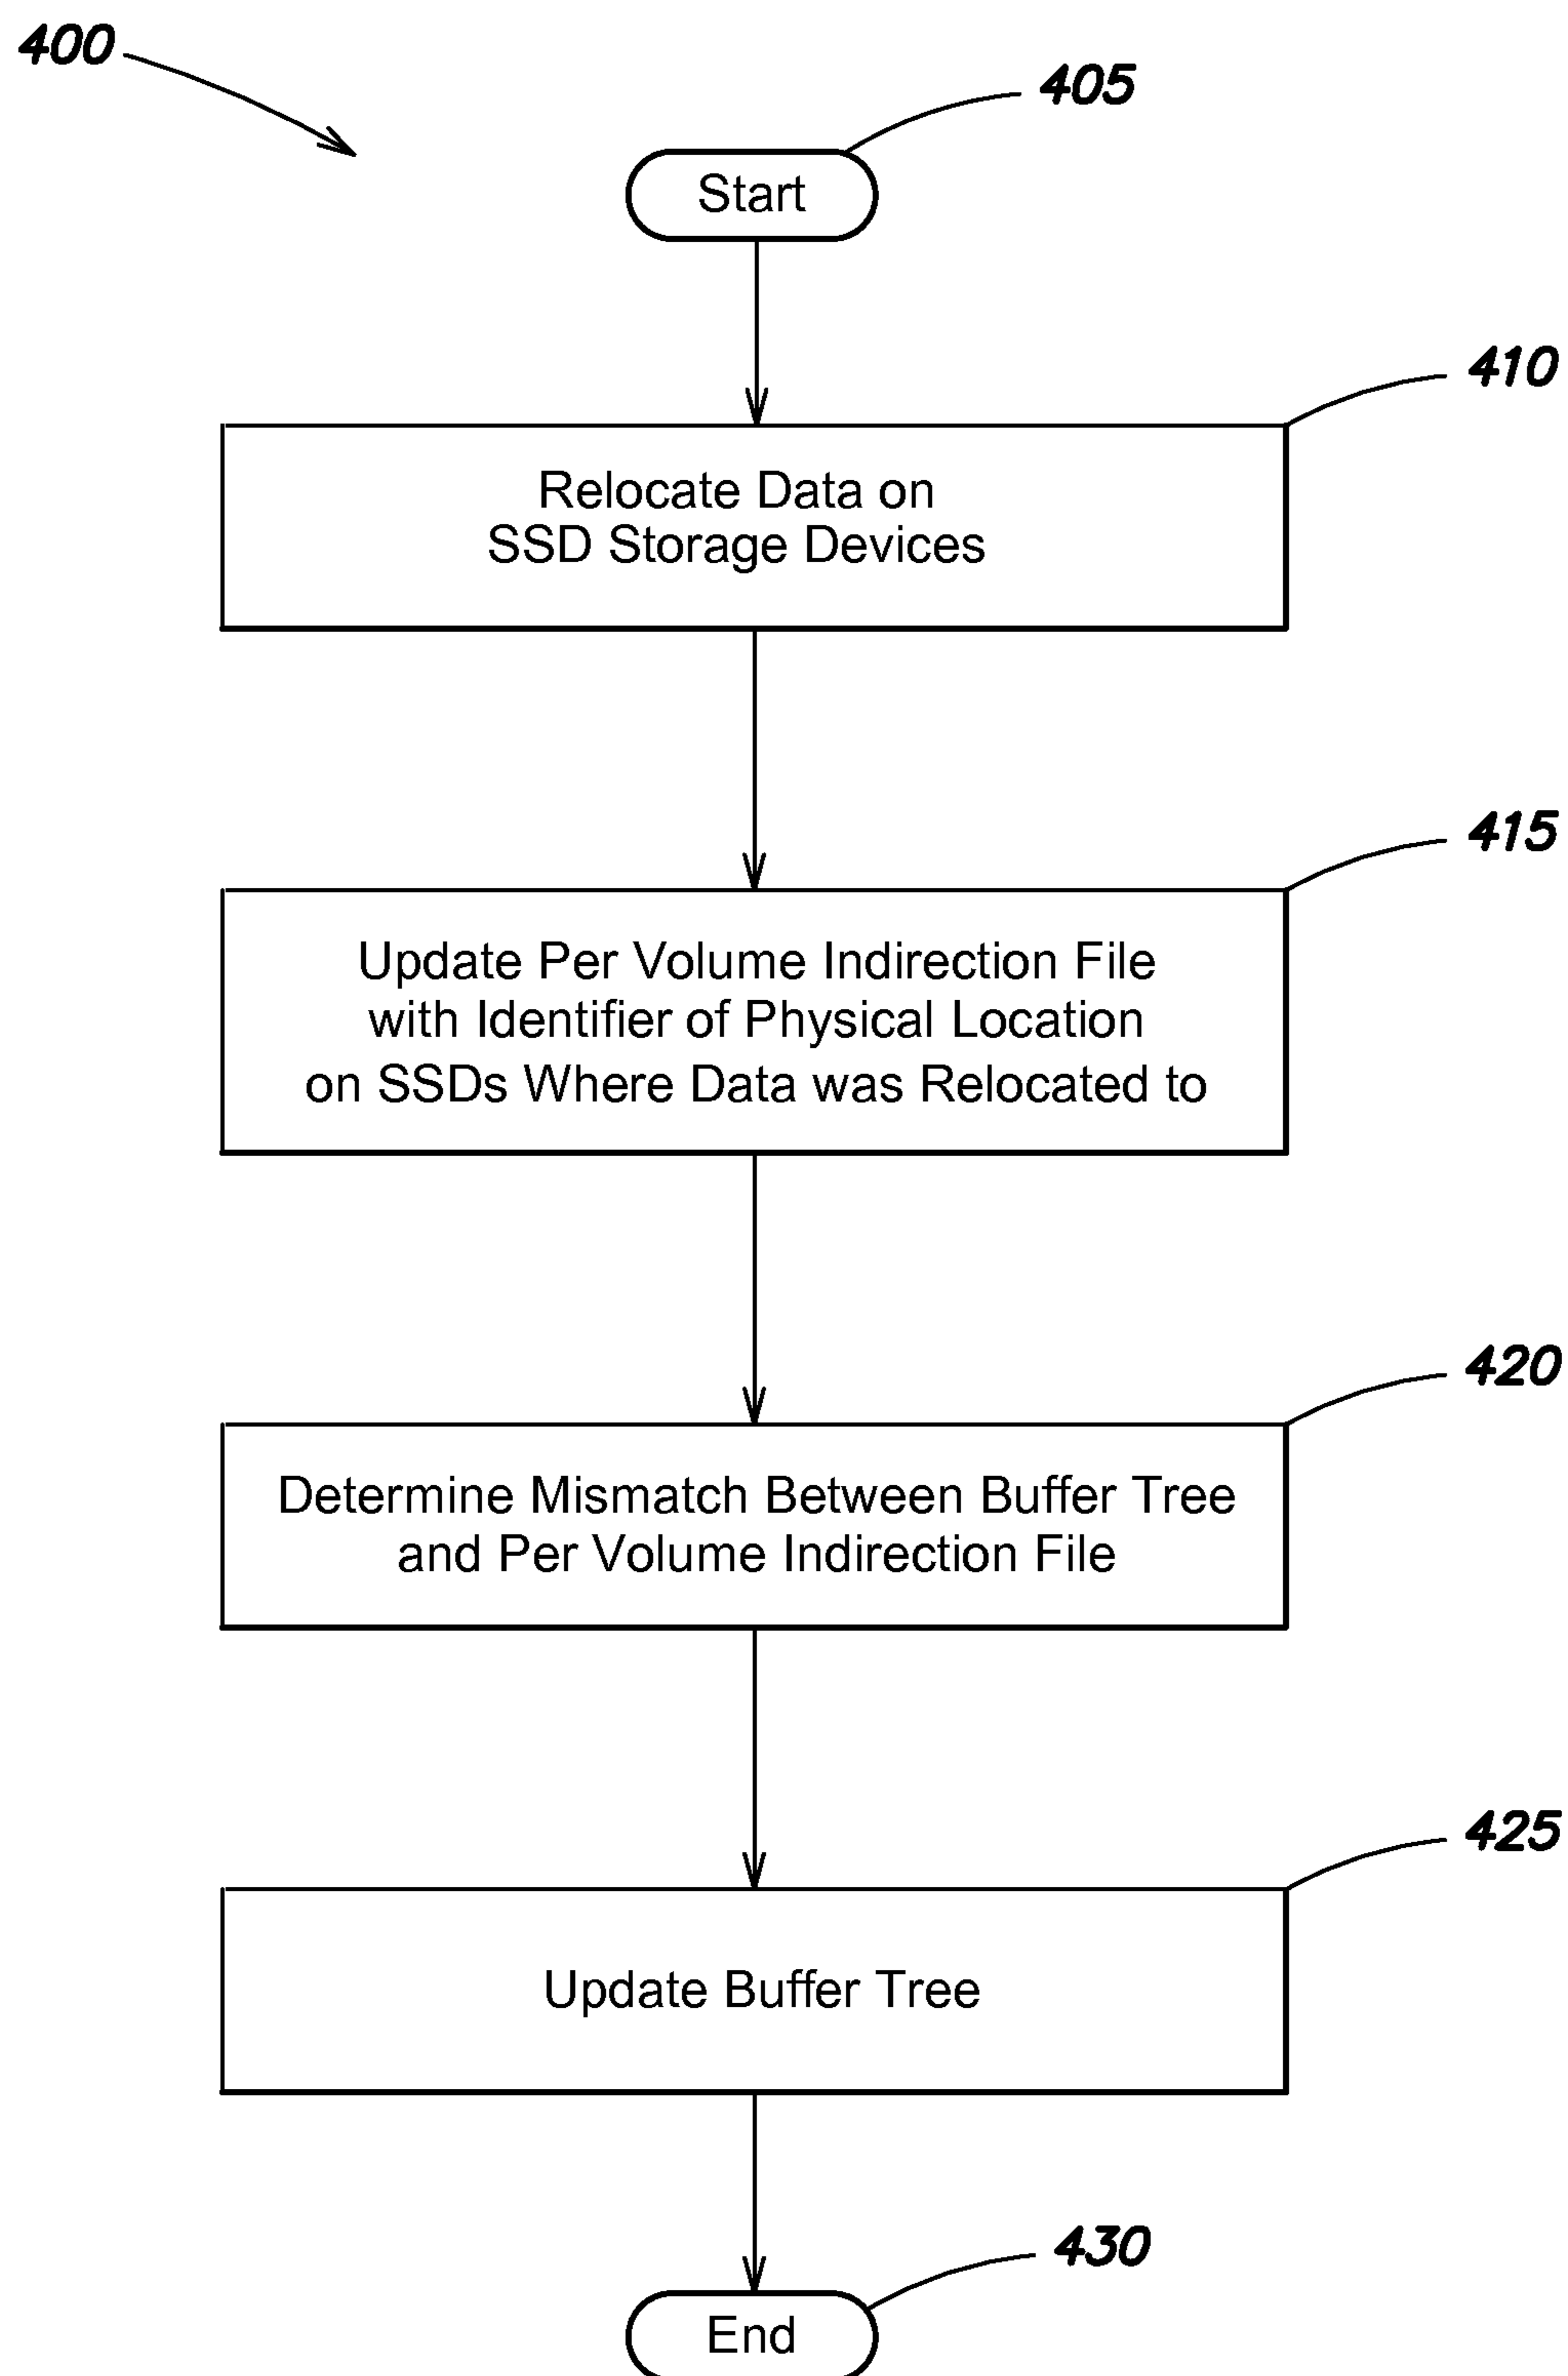 400
405
Start
410
Relocate Data on
SSD Storage Devices
415
Update Per Volume Indirection File
with Identifier of Physical Location
on SSDs Where Data was Relocated to
420
Determine Mismatch Between Buffer Tree
and Per Volume Indirection File
425
Update Buffer Tree
430
End